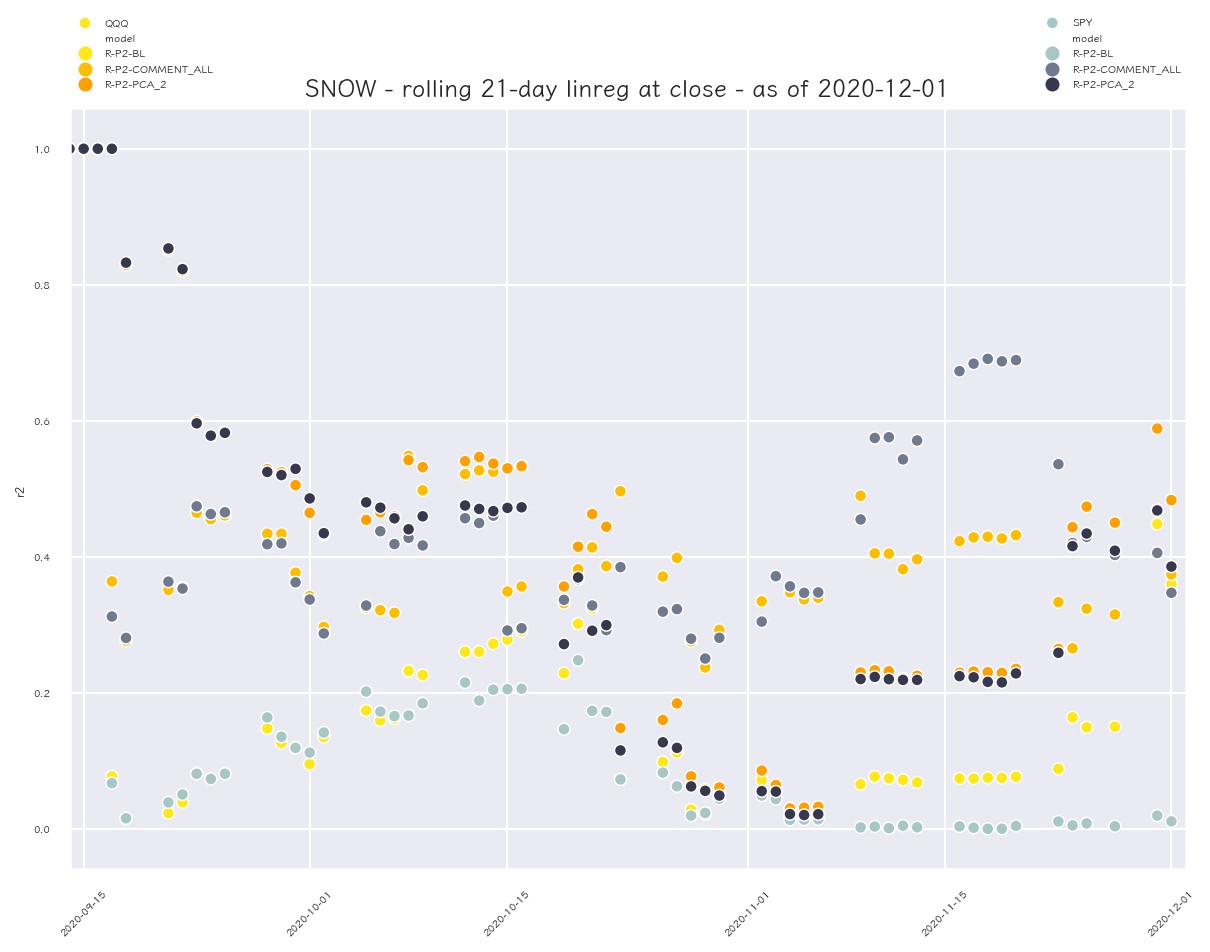 QQQ
model
R-P2-BL
R-P2-COMMENT_ALL
R-P2-PCA_2
SPY
model
R-P2-BL
R-P2-COMMENT_ALL
R-P2-PCA_2
SNOW - rolling 21-day linreg at close - as of 2020-12-01
1.0
0.8
0.6
0.4
0.2
0.0
r2
2020-09-15
2020-10-01
2020-10-15
2020-11-01
2020-11-15
2020-12-01